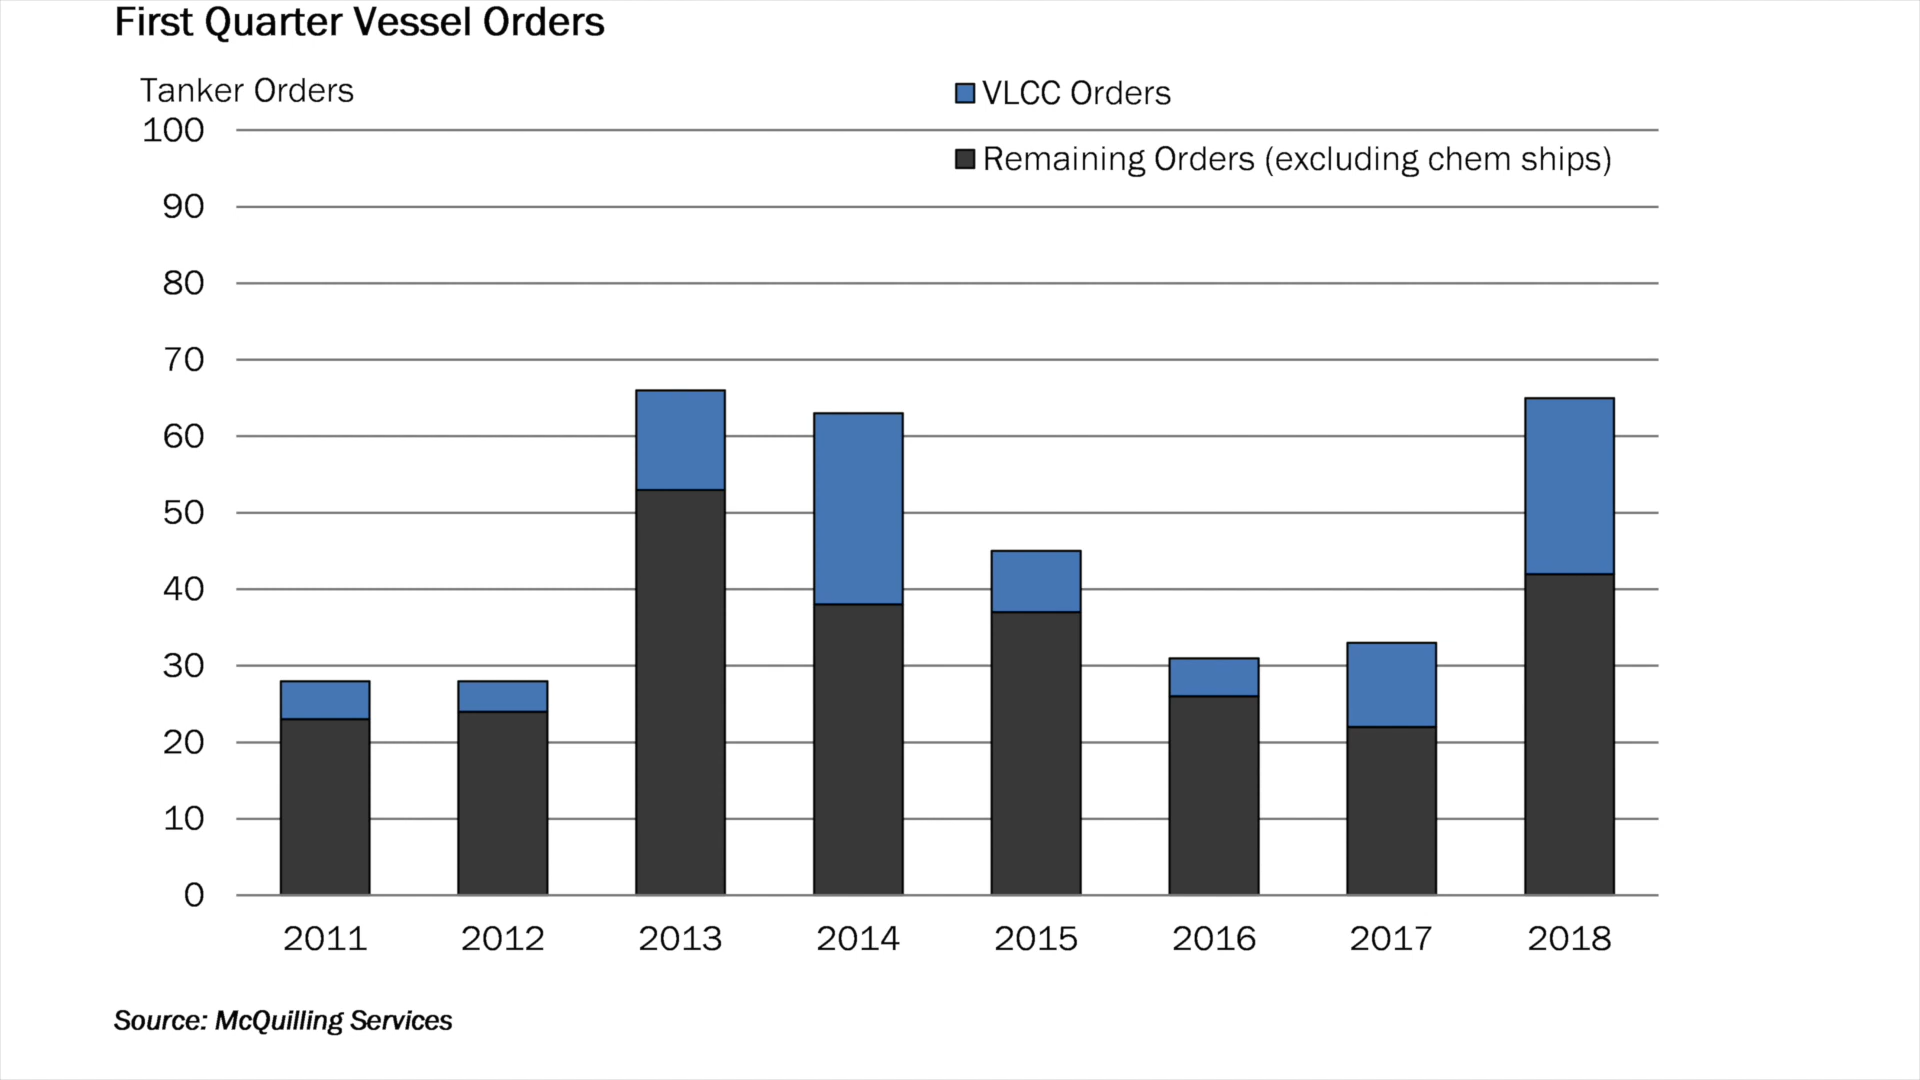 First Quarter Vessel Orders
Tanker Orders
VLCC Orders
Remaining Orders (excluding chem ships)
100
90
80
70
60
50
40
30
20
10
0
2011 2012 2013 2014 2015 2016 2017 2018
Source: McQuilling Services